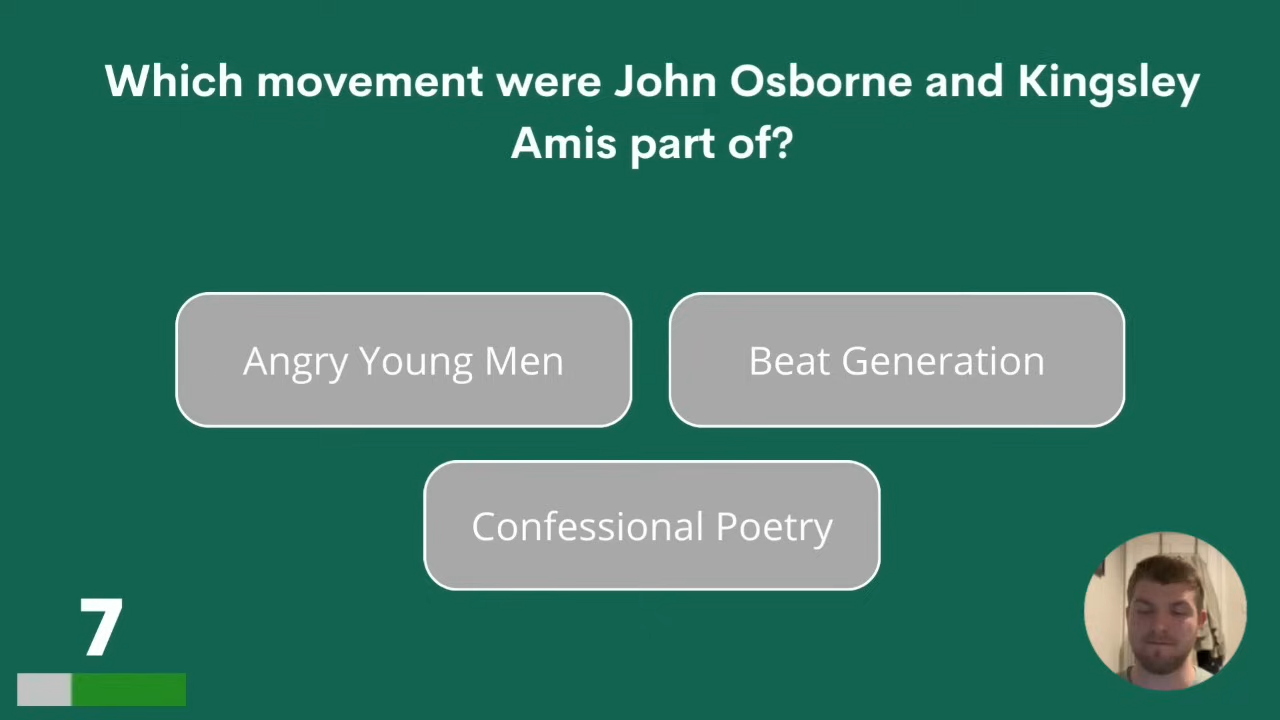 Which movement were John Osborne and Kingsley
Amis part of?
Angry Young Men
Beat Generation
Confessional Poetry
7